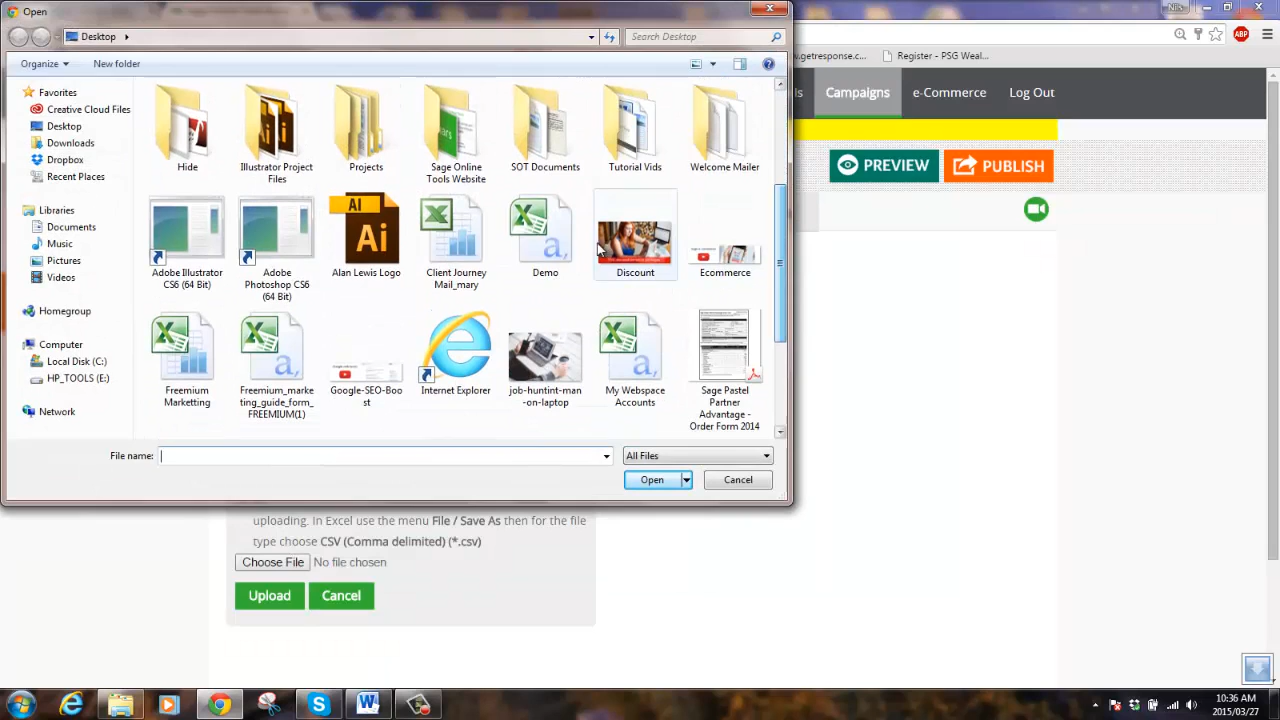 Open
Nik
Desktop
Search Desktop
w.getresponse.c...
Register - PSG Weal...
ABP
Organize
New folder
ls
Campaigns
e-Commerce
Log Out
PREVIEW
PUBLISH
Favorites
Creative Cloud Files
Desktop
Downloads
Dropbox
Recent Places
Libraries
Documents
Music
Pictures
Videos
Homegroup
Computer
Local Disk (C:)
HP_TOOLS (E:)
Network
Hide
Illustrator Project
Files
Projects
Sage Online
Tools Website
SOT Documents
Tutorial Vids
Welcome Mailer
Adobe Illustrator
CS6 (64 Bit)
Adobe
Photoshop CS6
(64 Bit)
Ai
Ai
Alan Lewis Logo
Client Journey
Mail_mary
a,
Demo
Discount
Ecommerce
Freemium
Marketting
a,
Freemium_marke
ting_guide_form_
FREEMIUM(1)
Google-SEO-Boo
st
Internet Explorer
job-huntint-man
-on-laptop
a,
My Webspace
Accounts
Sage Pastel
Partner
Advantage -
Order Form 2014
File name:
All Files
Open
Cancel
uploading. In Excel use the menu File / Save As then for the file
type choose CSV (Comma delimited) (*.csv)
Choose File No file chosen
Upload
Cancel
10:36 AM
2015/03/27